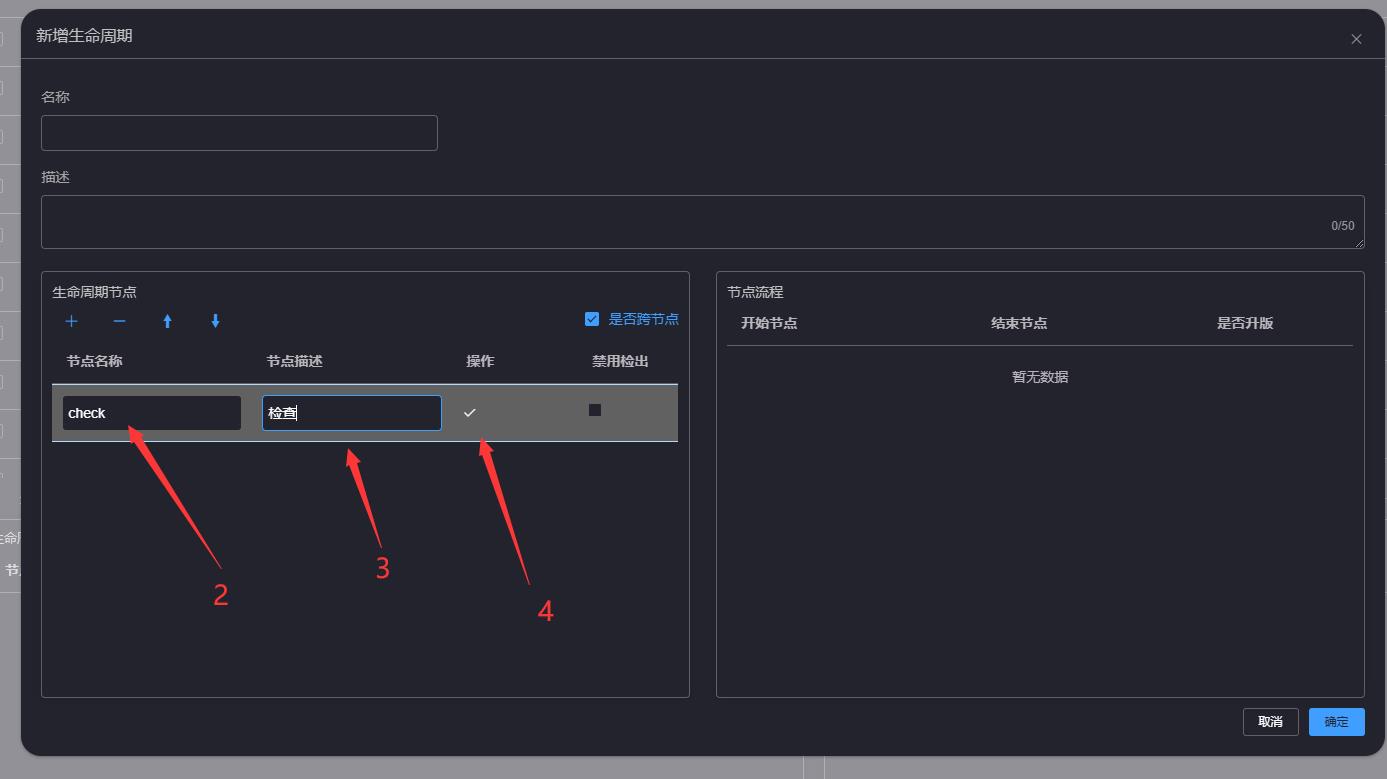 新增生命周期
名称
描述
0/50
生命周期节点
是否跨节点
节点名称 节点描述 操作 禁用检出
check 检查
2
3
4
节点流程
开始节点 结束节点 是否升版
暂无数据
取消 确定